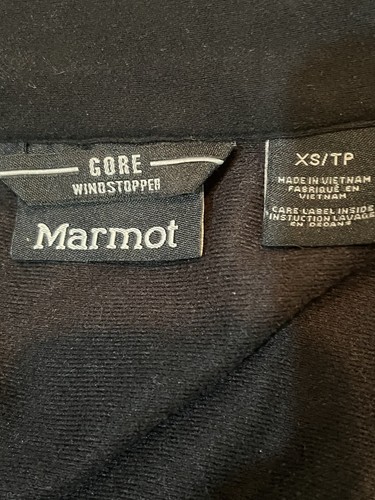 GORE
WINDSTOPPER
Marmot
XS/TP
MADE IN VIETNAM
FABRIQUÉ EN
VIETNAM
CARE LABEL INSIDE
INSTUCTION LAVAGE
EN DEDANS